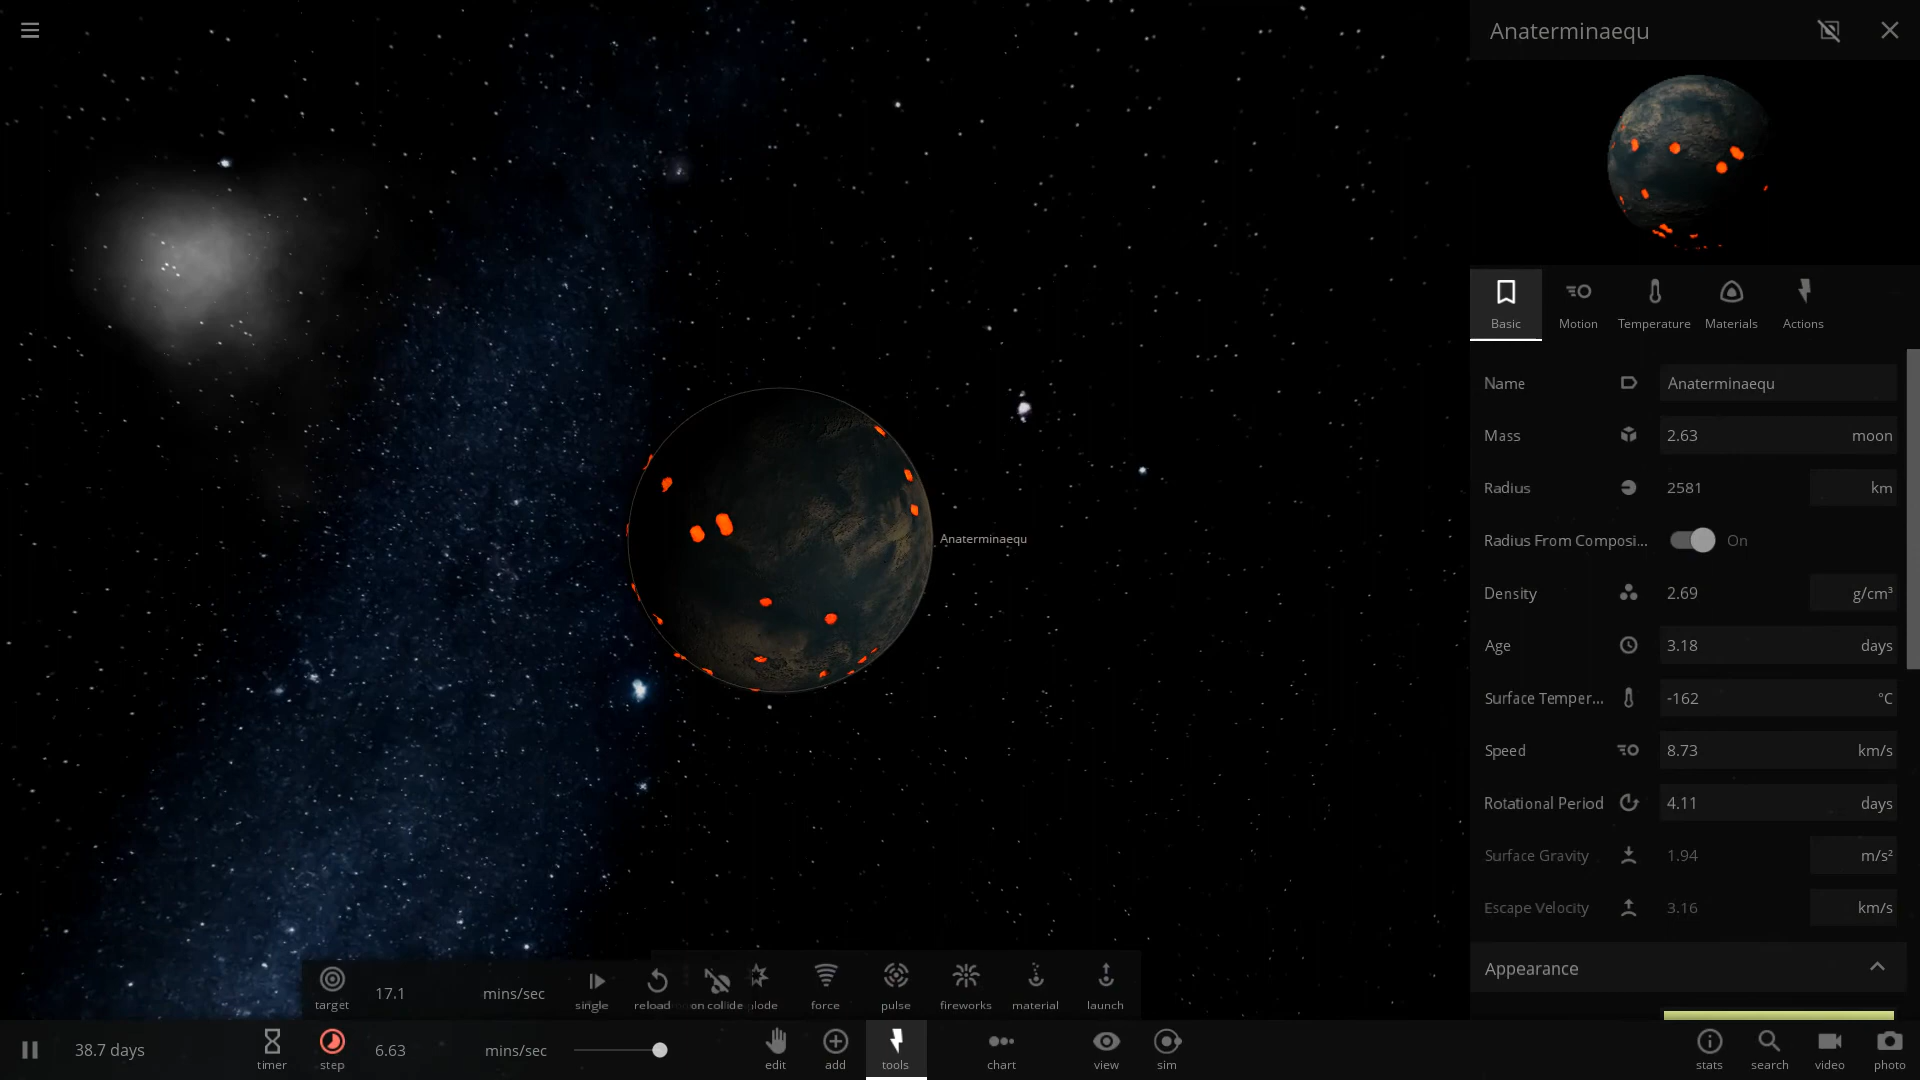 Anaterminaequ
Basic
Motion
Temperature
Materials
Actions
Name
Anaterminaequ
Mass
2.63
moon
Radius
2581
km
Radius From Composi...
On
Density
2.69
g/cm³
Age
3.18
days
Surface Temper...
-162
°C
Speed
8.73
km/s
Rotational Period
4.11
days
Surface Gravity
1.94
m/s²
Escape Velocity
3.16
km/s
Appearance
Anaterminaequ
target
17.1
mins/sec
single
reload
on collide
lode
force
pulse
fireworks
material
launch
38.7 days
timer
step
6.63
mins/sec
edit
add
tools
chart
view
sim
stats
search
video
photo